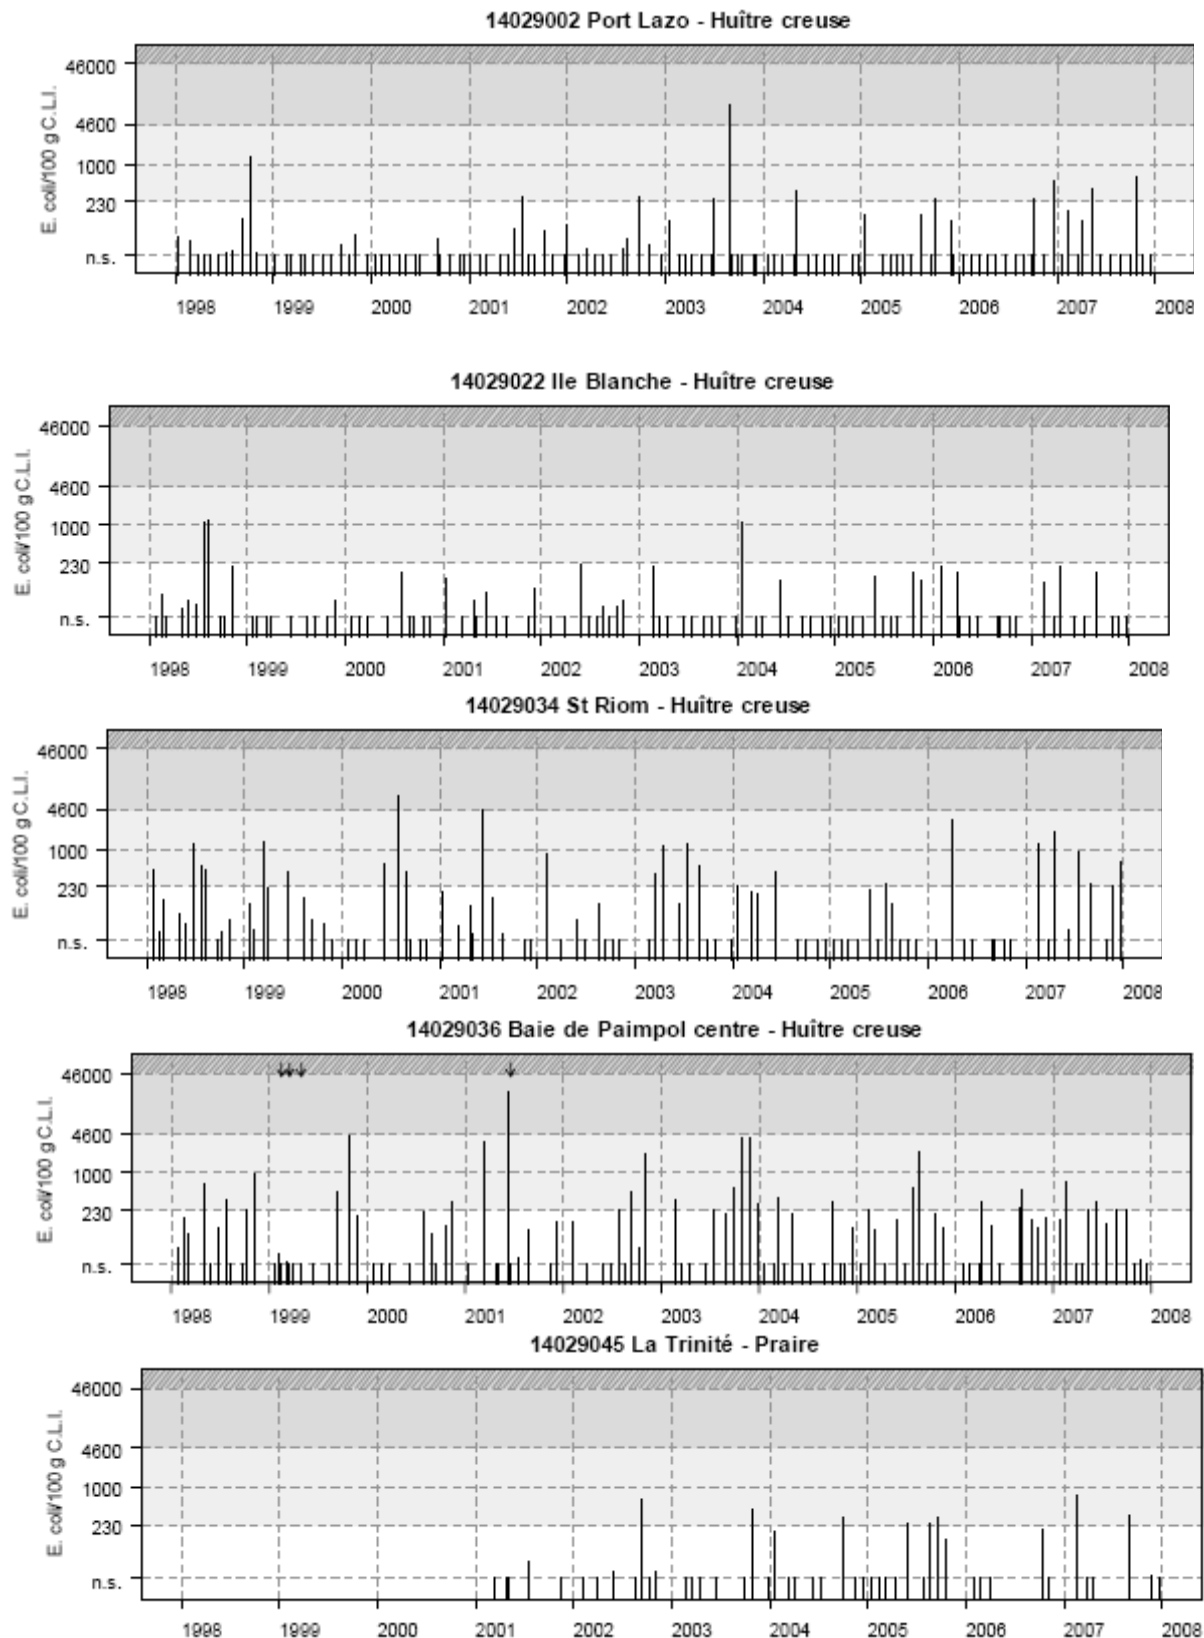 14029002 Port Lazo - Huître creuse
E. coli/100 g C.L.I.
46000
4600
1000
230
n.s.
1998 1999 2000 2001 2002 2003 2004 2005 2006 2007 2008
14029022 Ile Blanche - Huître creuse
E. coli/100 g C.L.I.
46000
4600
1000
230
n.s.
1998 1999 2000 2001 2002 2003 2004 2005 2006 2007 2008
14029034 St Riom - Huître creuse
E. coli/100 g C.L.I.
46000
4600
1000
230
n.s.
1998 1999 2000 2001 2002 2003 2004 2005 2006 2007 2008
14029036 Baie de Paimpol centre - Huître creuse
E. coli/100 g C.L.I.
46000
4600
1000
230
n.s.
1998 1999 2000 2001 2002 2003 2004 2005 2006 2007 2008
14029045 La Trinité - Praire
E. coli/100 g C.L.I.
46000
4600
1000
230
n.s.
1998 1999 2000 2001 2002 2003 2004 2005 2006 2007 2008